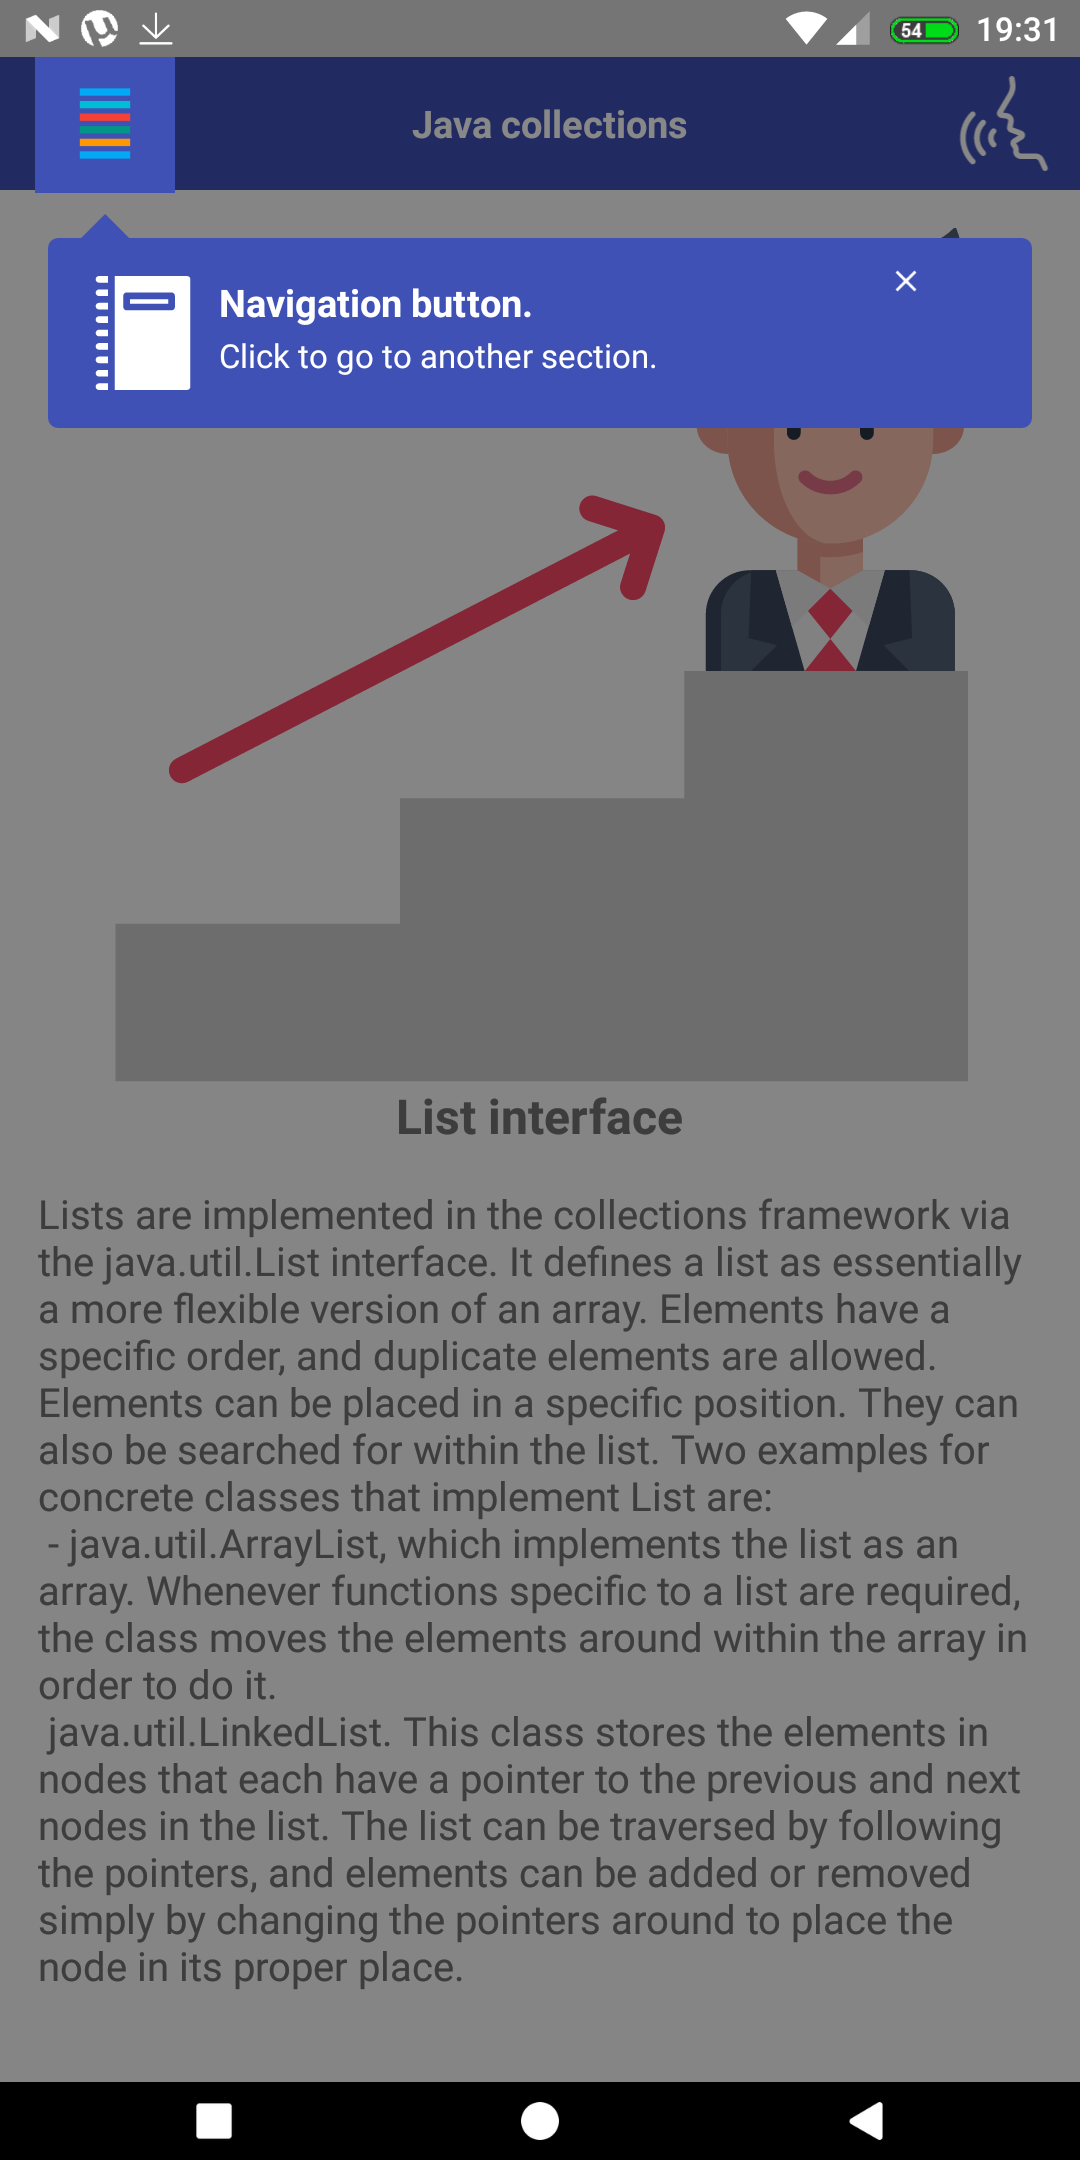 54
19:31
Java collections
Navigation button.
Click to go to another section.
List interface
Lists are implemented in the collections framework via
the java.util.List interface. It defines a list as essentially
a more flexible version of an array. Elements have a
specific order, and duplicate elements are allowed.
Elements can be placed in a specific position. They can
also be searched for within the list. Two examples for
concrete classes that implement List are:
- java.util.ArrayList, which implements the list as an
array. Whenever functions specific to a list are required,
the class moves the elements around within the array in
order to do it.
java.util.LinkedList. This class stores the elements in
nodes that each have a pointer to the previous and next
nodes in the list. The list can be traversed by following
the pointers, and elements can be added or removed
simply by changing the pointers around to place the
node in its proper place.